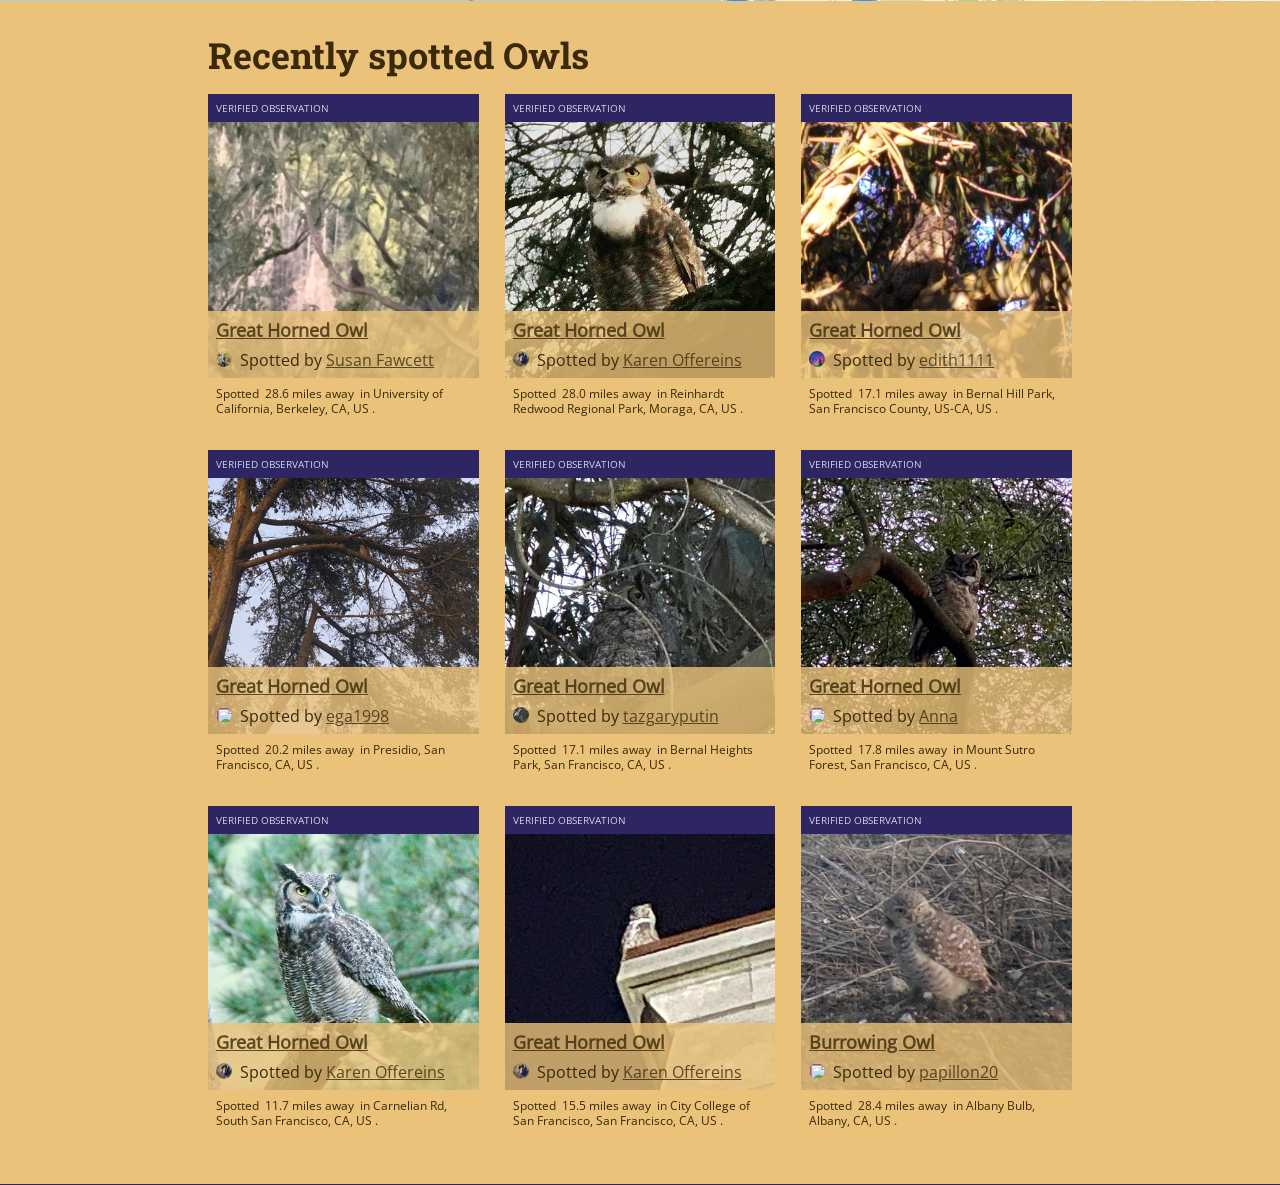 Recently spotted Owls
VERIFIED OBSERVATION
Great Horned Owl
Spotted by Susan Fawcett
Spotted 28.6 miles away in University of
California, Berkeley, CA, US .
VERIFIED OBSERVATION
Great Horned Owl
Spotted by Karen Offereins
Spotted 28.0 miles away in Reinhardt
Redwood Regional Park, Moraga, CA, US .
VERIFIED OBSERVATION
Great Horned Owl
Spotted by edith1111
Spotted 17.1 miles away in Bernal Hill Park,
San Francisco County, US-CA, US .
VERIFIED OBSERVATION
Great Horned Owl
Spotted by ega1998
Spotted 20.2 miles away in Presidio, San
Francisco, CA, US .
VERIFIED OBSERVATION
Great Horned Owl
Spotted by tazgaryputin
Spotted 17.1 miles away in Bernal Heights
Park, San Francisco, CA, US .
VERIFIED OBSERVATION
Great Horned Owl
Spotted by Anna
Spotted 17.8 miles away in Mount Sutro
Forest, San Francisco, CA, US .
VERIFIED OBSERVATION
Great Horned Owl
Spotted by Karen Offereins
Spotted 11.7 miles away in Carnelian Rd,
South San Francisco, CA, US .
VERIFIED OBSERVATION
Great Horned Owl
Spotted by Karen Offereins
Spotted 15.5 miles away in City College of
San Francisco, San Francisco, CA, US .
VERIFIED OBSERVATION
Burrowing Owl
Spotted by papillon20
Spotted 28.4 miles away in Albany Bulb,
Albany, CA, US .